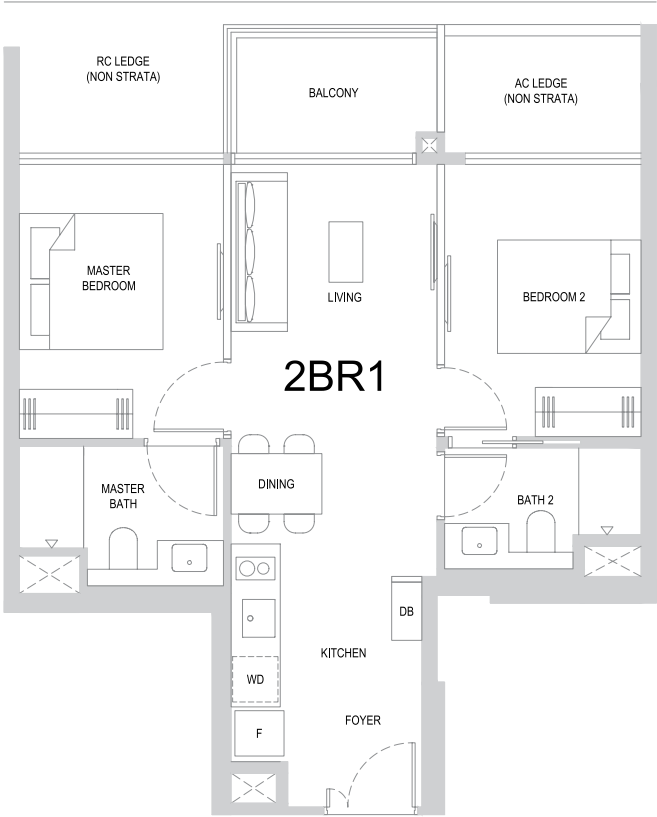 RC LEDGE
(NON STRATA)
BALCONY
AC LEDGE
(NON STRATA)
MASTER
BEDROOM
LIVING
BEDROOM 2
2BR1
MASTER
BATH
DINING
BATH 2
DB
KITCHEN
WD
FOYER
F